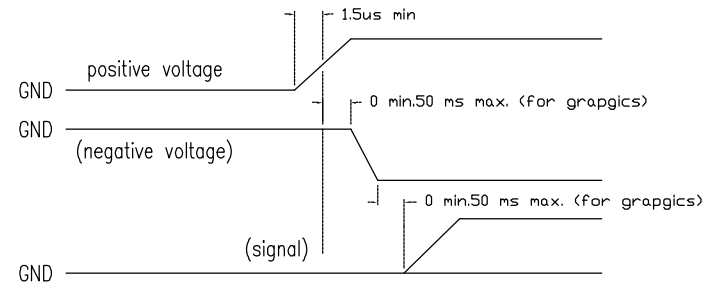 1.5us min
positive voltage
GND
0 min.50 ms max. (for grapgics)
GND
(negative voltage)
0 min.50 ms max. (for grapgics)
(signal)
GND